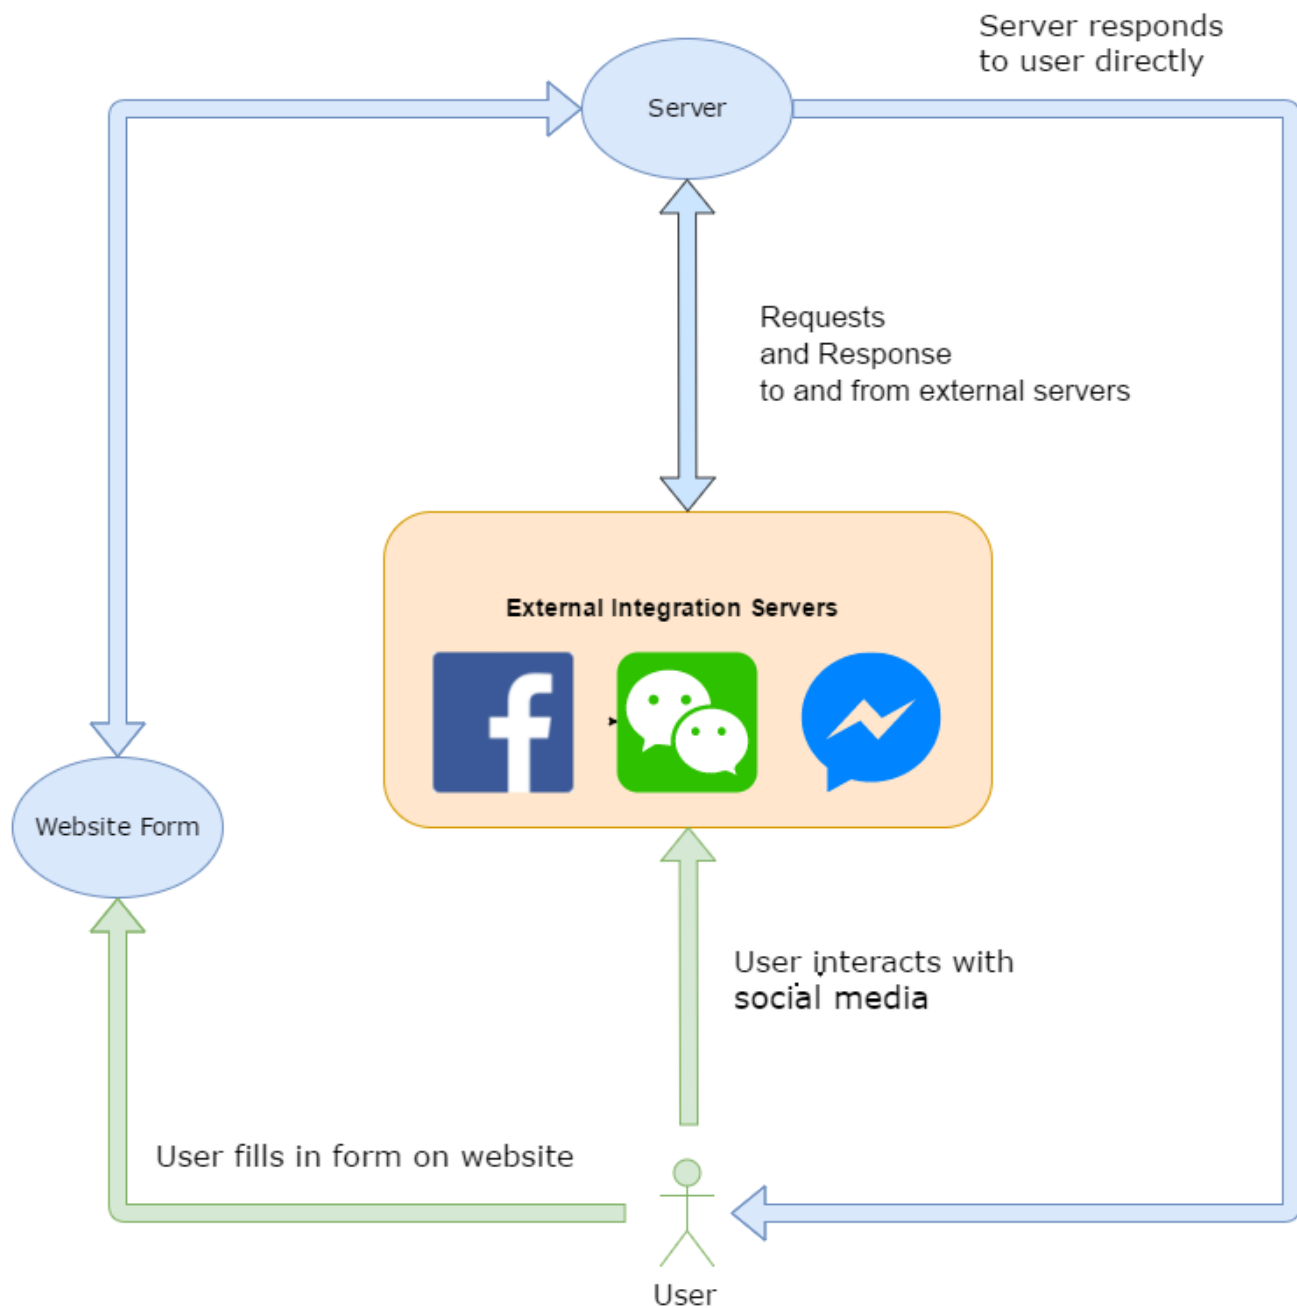 Server responds
to user directly
Server
Requests
and Response
to and from external servers
External Integration Servers
Website Form
User interacts with
social media
User fills in form on website
User